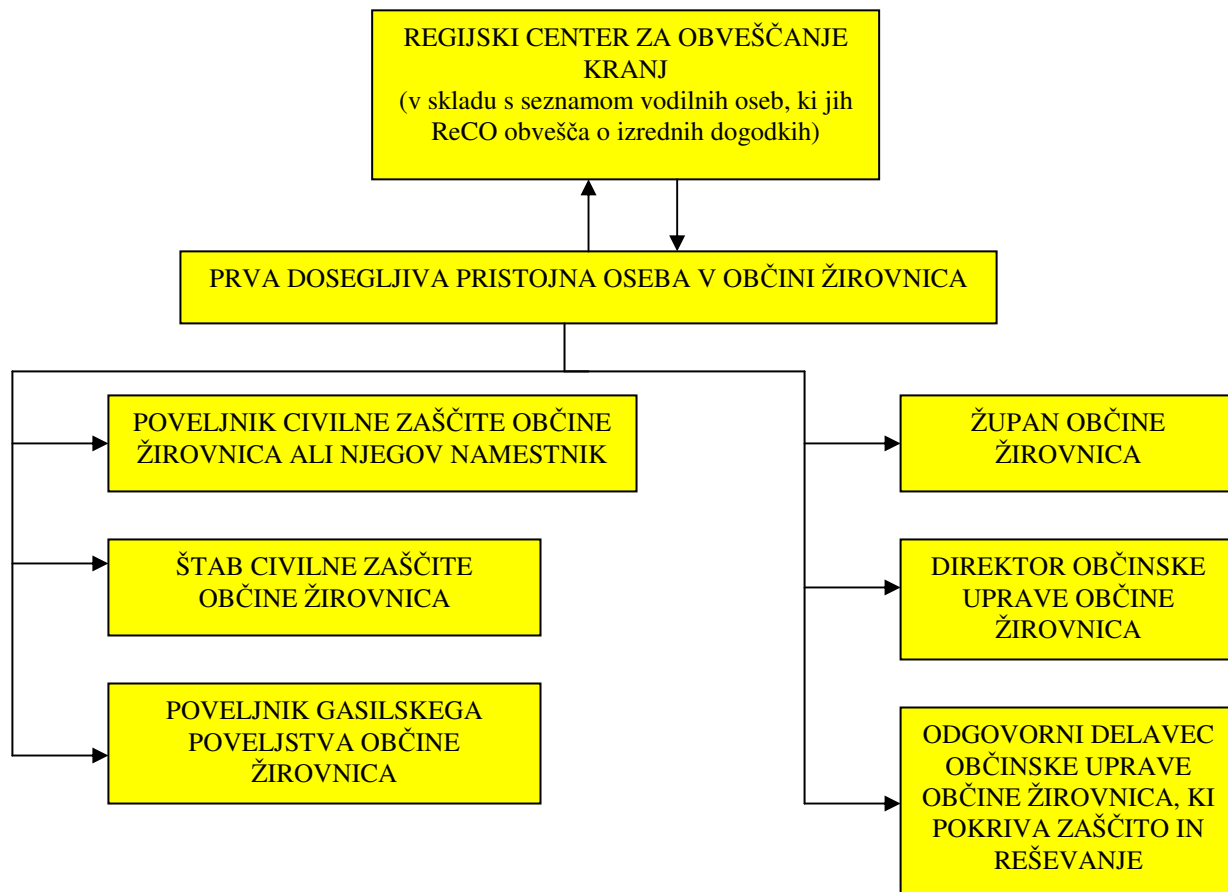 REGIJSKI CENTER ZA OBVEŠČANJE
KRANJ
(v skladu s seznamom vodilnih oseb, ki jih
ReCO obvešča o izrednih dogodkih)
PRVA DOSEGLJIVA PRISTOJNA OSEBA V OBČINI ŽIROVNICA
POVELJNIK CIVILNE ZAŠČITE OBČINE
ŽIROVNICA ALI NJEGOV NAMESTNIK
ŠTAB CIVILNE ZAŠČITE
OBČINE ŽIROVNICA
POVELJNIK GASILSKEGA
POVELJSTVA OBČINE
ŽIROVNICA
ŽUPAN OBČINE
ŽIROVNICA
DIREKTOR OBČINSKE
UPRAVE OBČINE
ŽIROVNICA
ODGOVORNI DELAVEC
OBČINSKE UPRAVE
OBČINE ŽIROVNICA, KI
POKRIVA ZAŠČITO IN
REŠEVANJE